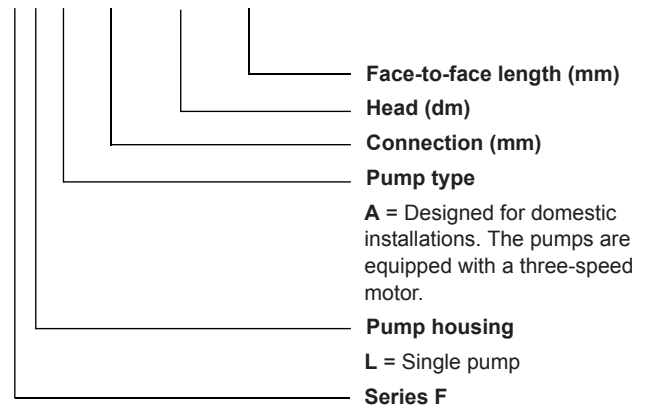 Face-to-face length (mm)
Head (dm)
Connection (mm)
Pump type
A = Designed for domestic
installations. The pumps are
equipped with a three-speed
motor.
Pump housing
L = Single pump
Series F